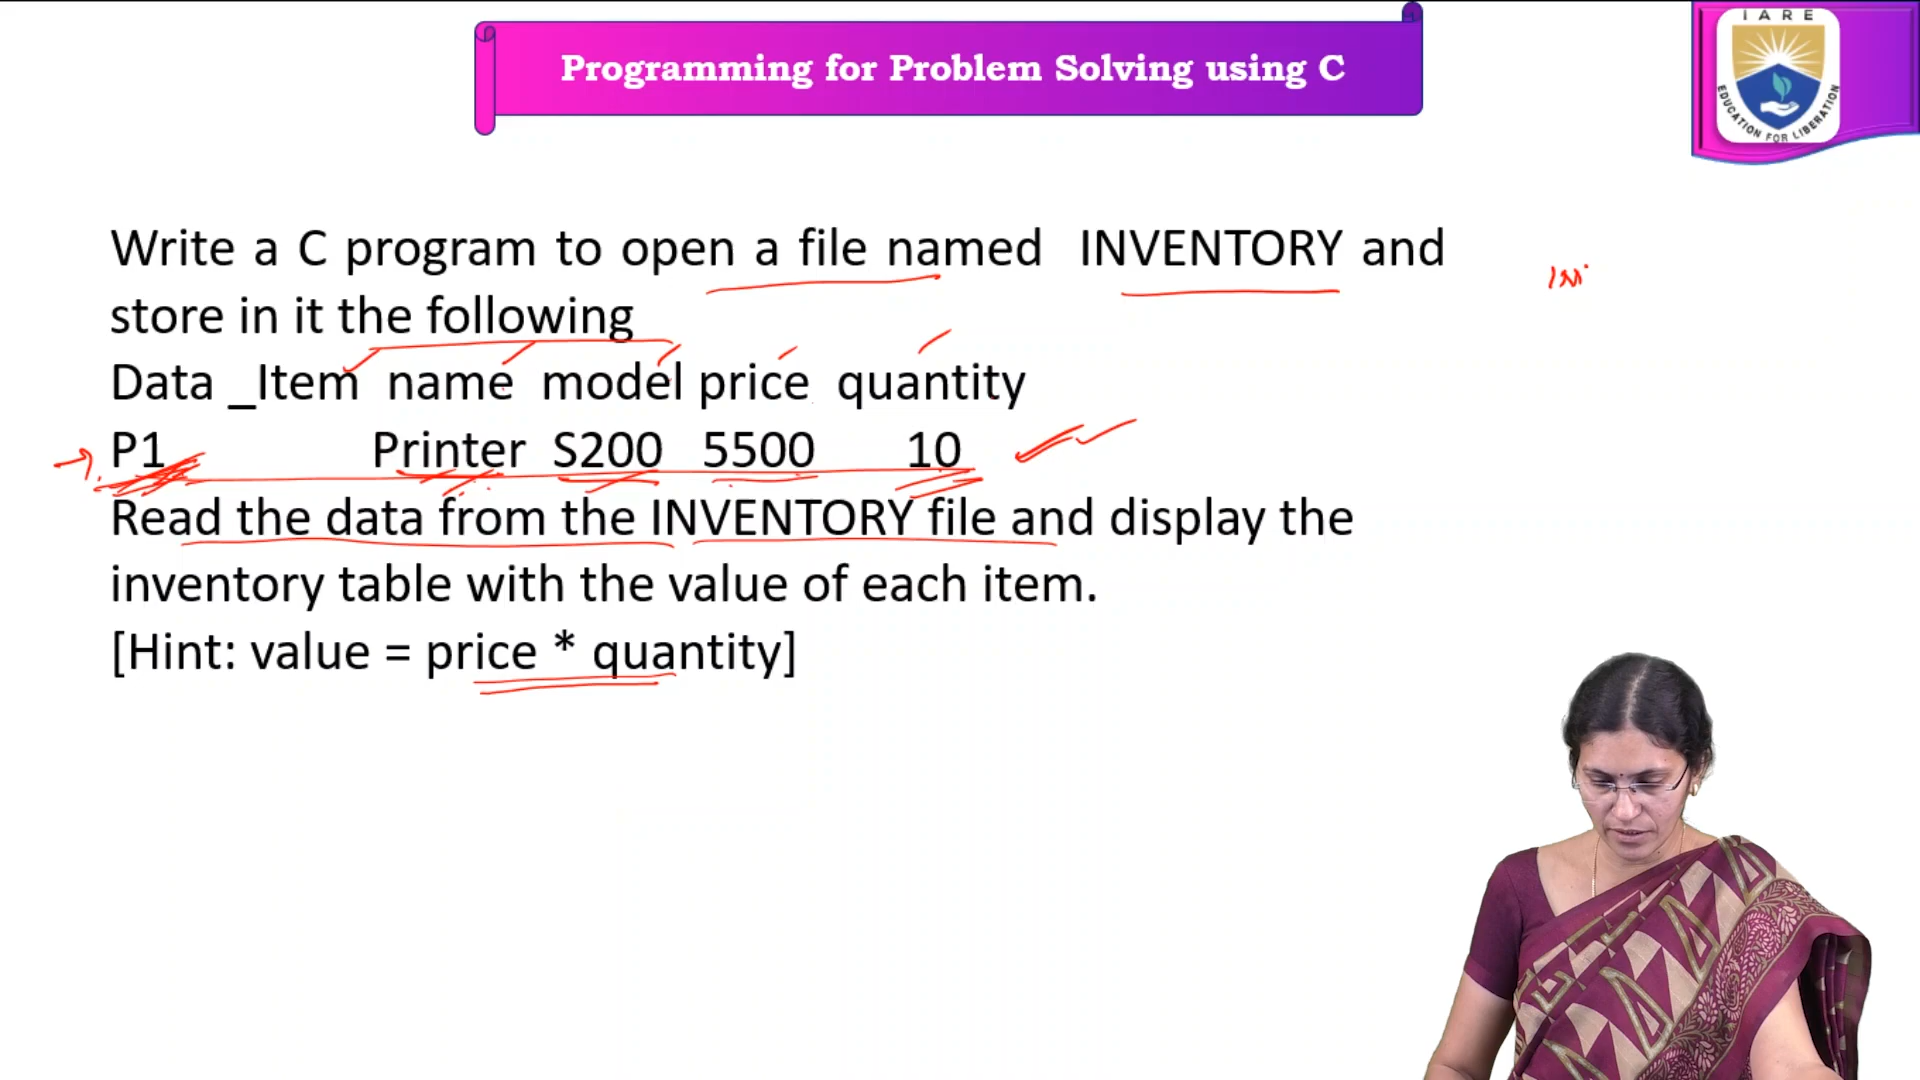 Programming for Problem Solving using C
IARE
EDUCATION FOR LIBERATION
Write a C program to open a file named INVENTORY and
store in it the following
Data _Item name model price quantity
P1 Printer S200 5500 10
Read the data from the INVENTORY file and display the
inventory table with the value of each item.
[Hint: value = price * quantity]